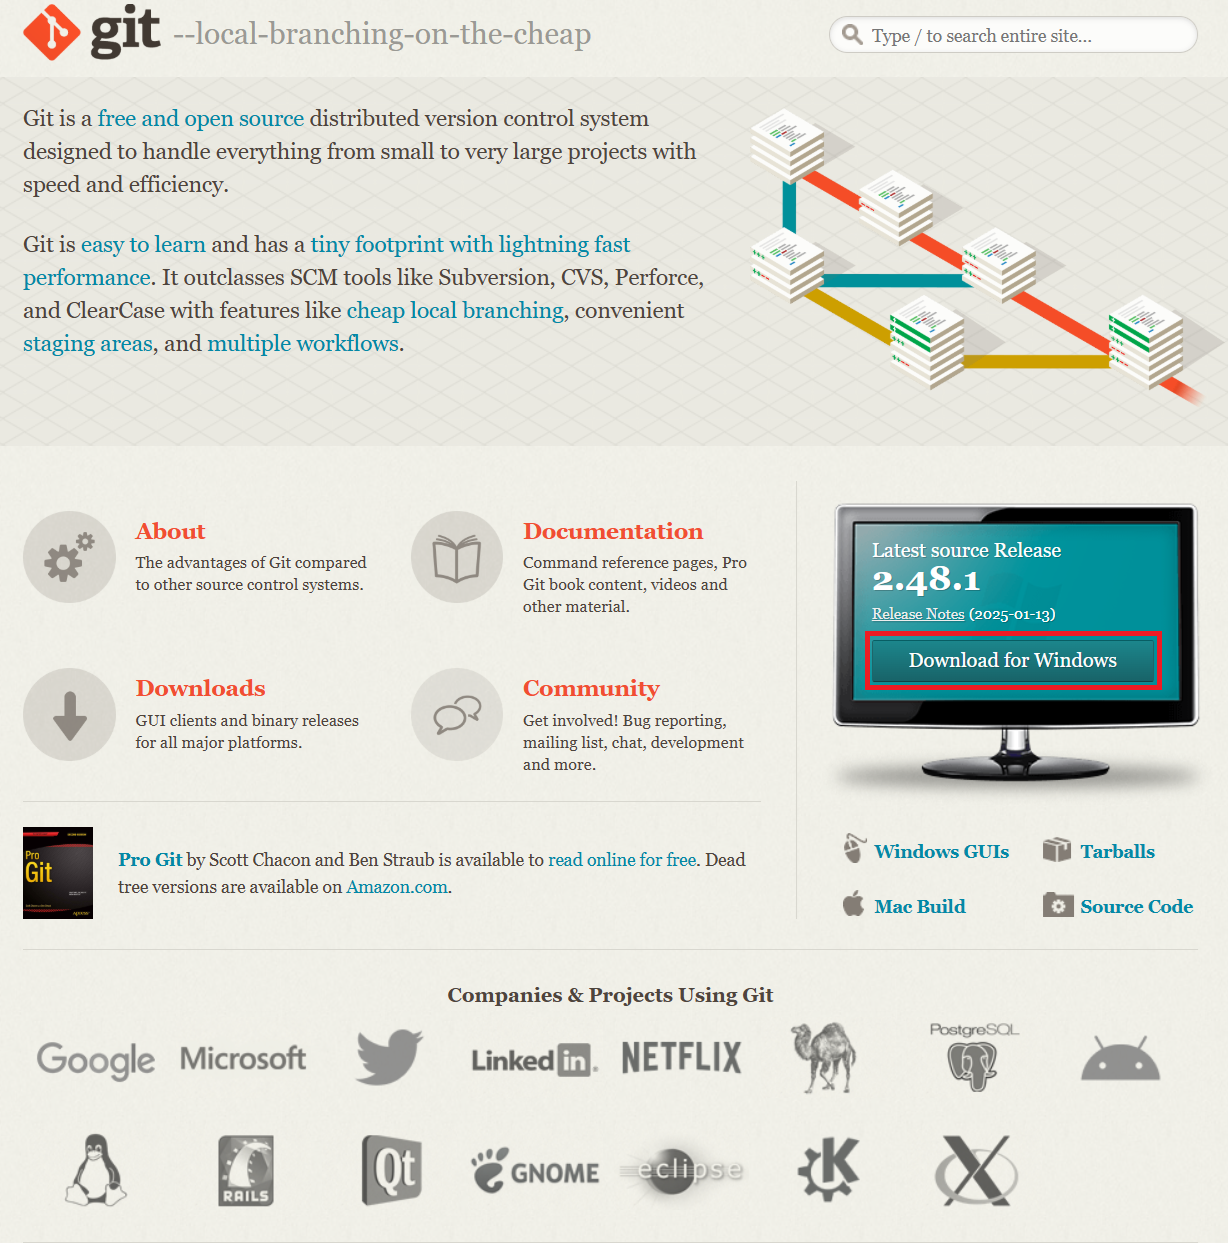 git --local-branching-on-the-cheap
Type / to search entire site...
Git is a free and open source distributed version control system
designed to handle everything from small to very large projects with
speed and efficiency.
Git is easy to learn and has a tiny footprint with lightning fast
performance. It outclasses SCM tools like Subversion, CVS, Perforce,
and ClearCase with features like cheap local branching, convenient
staging areas, and multiple workflows.
About
The advantages of Git compared
to other source control systems.
Documentation
Command reference pages, Pro
Git book content, videos and
other material.
Downloads
GUI clients and binary releases
for all major platforms.
Community
Get involved! Bug reporting,
mailing list, chat, development
and more.
Pro
Git
Pro Git by Scott Chacon and Ben Straub is available to read online for free. Dead
tree versions are available on Amazon.com.
Latest source Release
2.48.1
Release Notes (2025-01-13)
Download for Windows
Windows GUIs
Tarballs
Mac Build
Source Code
Companies & Projects Using Git
Google
Microsoft
Linked in
NETFLIX
PostgreSQL
RAILS
Qt
GNOME
eclipse
K
X